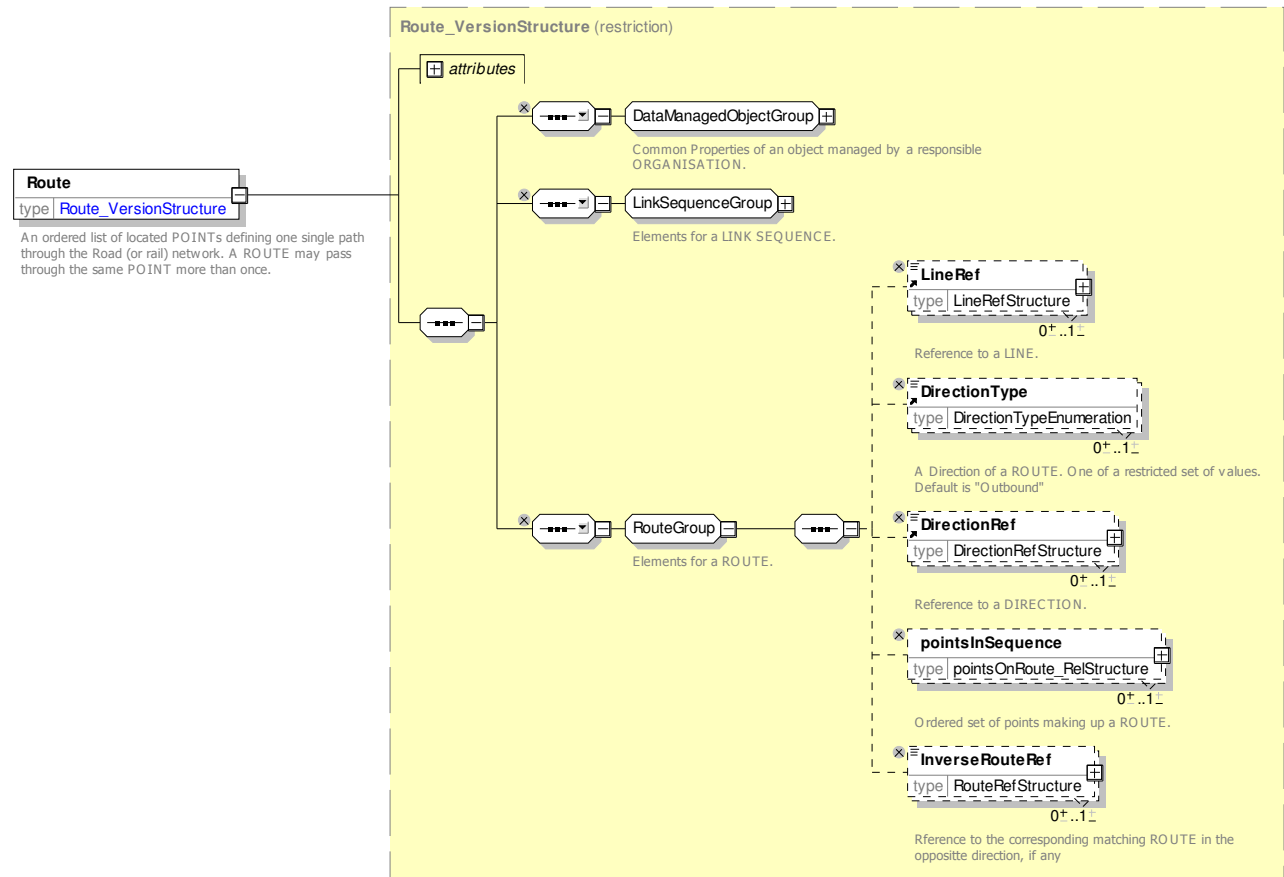 Route_VersionStructure (restriction)
attributes
DataManagedObjectGroup
Common Properties of an object managed by a responsible
ORGANISATION.
Route
type Route_VersionStructure
An ordered list of located POINTs defining one single path
through the Road (or rail) network. A ROUTE may pass
through the same POINT more than once.
LinkSequenceGroup
Elements for a LINK SEQUENCE.
LineRef
type LineRefStructure
0..1
Reference to a LINE.
DirectionType
type DirectionTypeEnumeration
0..1
A Direction of a ROUTE. One of a restricted set of values.
Default is "Outbound"
RouteGroup
Elements for a ROUTE.
DirectionRef
type DirectionRefStructure
0..1
Reference to a DIRECTION.
pointsInSequence
type pointsOnRoute_RelStructure
0..1
Ordered set of points making up a ROUTE.
InverseRouteRef
type RouteRefStructure
0..1
Rference to the corresponding matching ROUTE in the
oppositte direction, if any